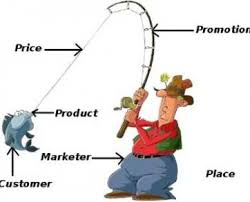 Promotion
Price
Product
Marketer
Customer
Place